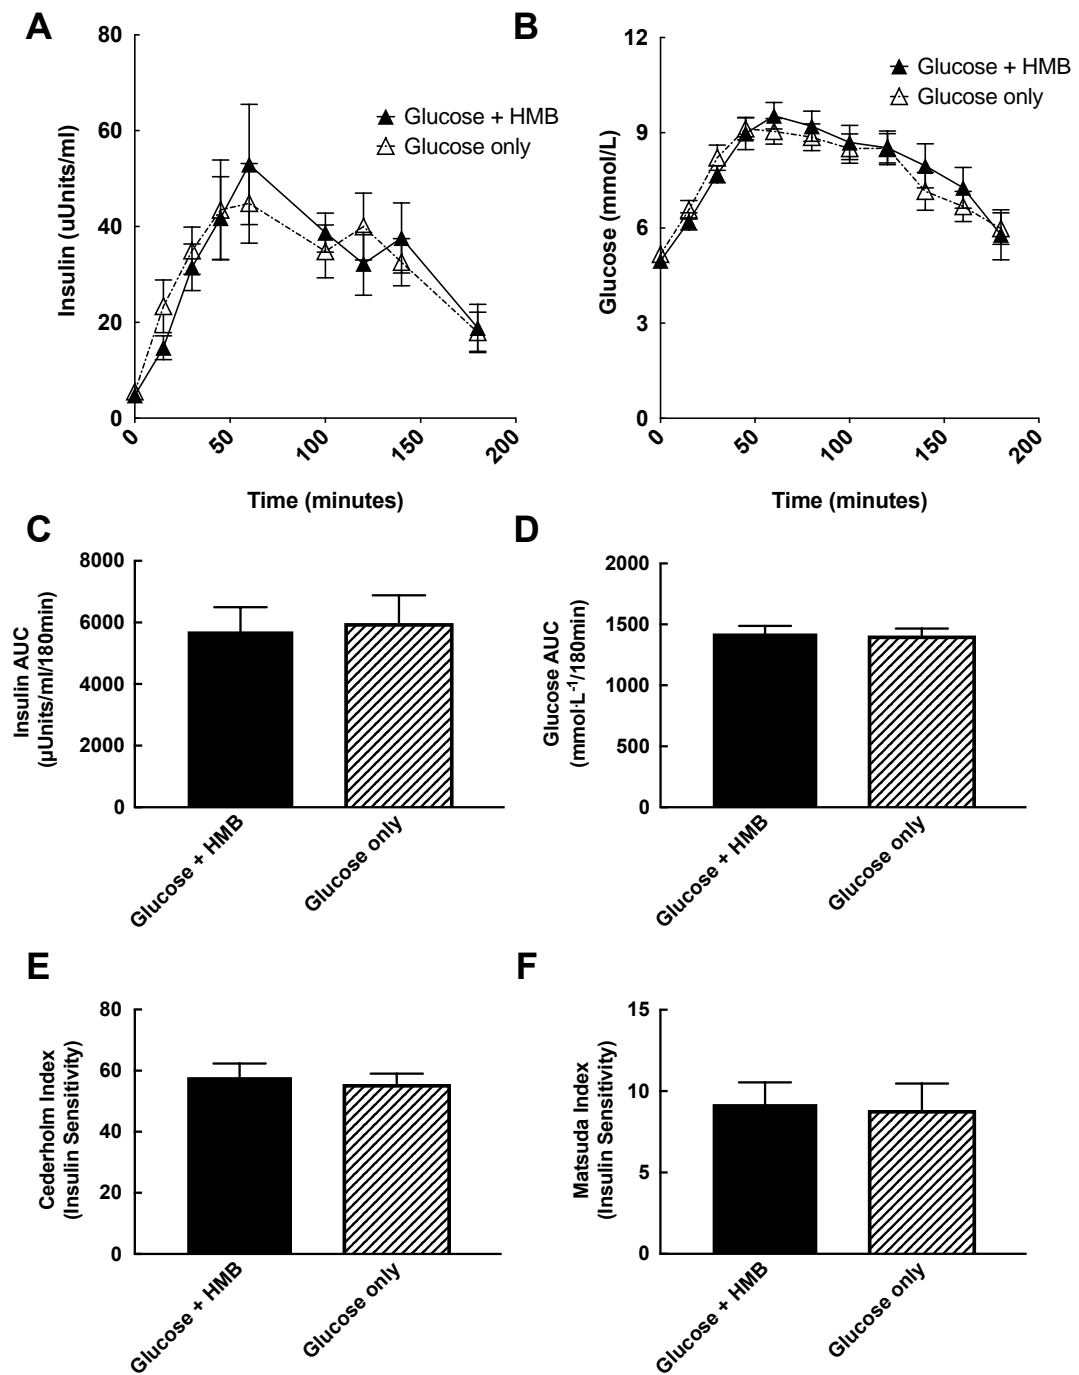 A
80
60
40
20
0
Insulin (uUnits/ml)
Glucose + HMB
Glucose only
0
50
100
150
200
Time (minutes)
B
12
9
6
3
0
Glucose (mmol/L)
Glucose + HMB
Glucose only
0
50
100
150
200
Time (minutes)
C
8000
6000
4000
2000
0
Insulin AUC
(µUnits/ml/180min)
Glucose + HMB
Glucose only
D
2000
1500
1000
500
0
Glucose AUC
(mmol·L⁻¹/180min)
Glucose + HMB
Glucose only
E
80
60
40
20
0
Cederholm Index
(Insulin Sensitivity)
Glucose + HMB
Glucose only
F
15
10
5
0
Matsuda Index
(Insulin Sensitivity)
Glucose + HMB
Glucose only